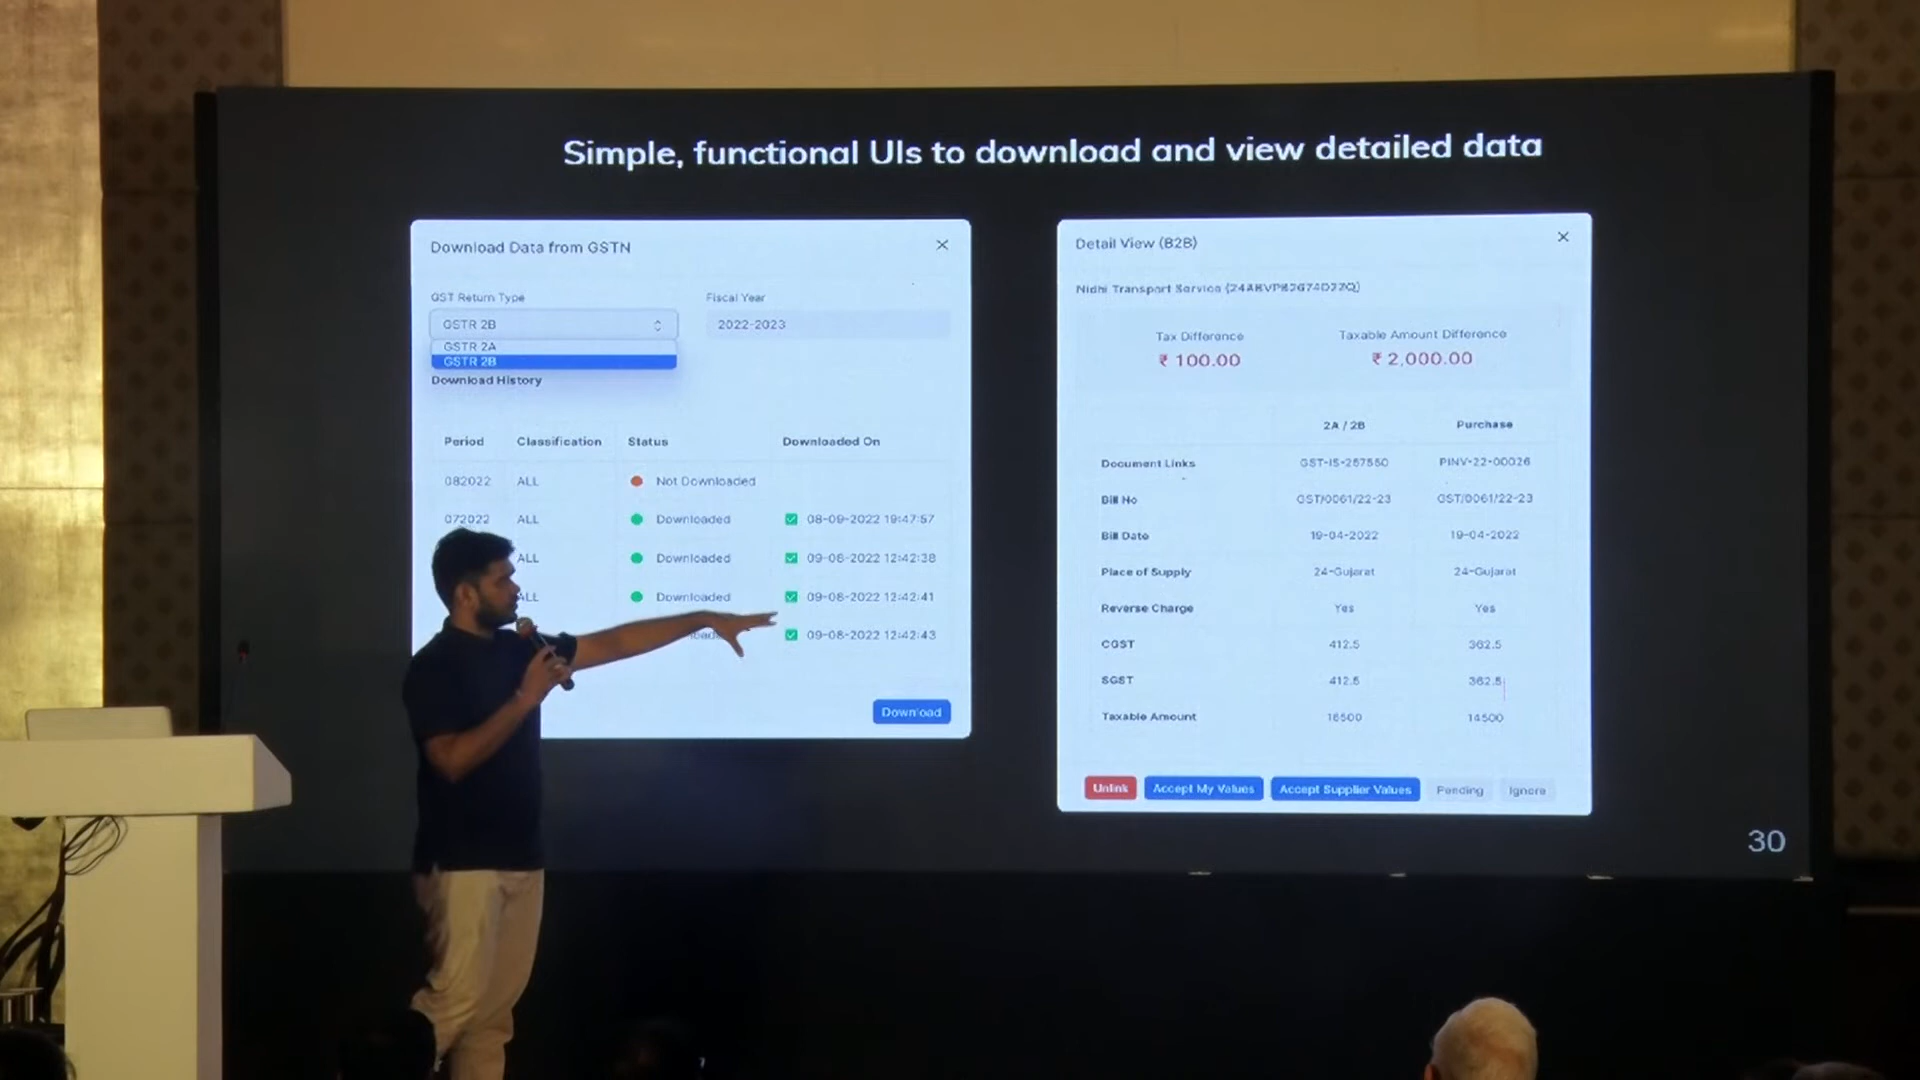 Simple, functional UIs to download and view detailed data
Download Data from GSTN
GST Return Type
Fiscal Year
GSTR 2B
2022-2023
GSTR 2A
GSTR 2B
Download History
Period Classification Status Downloaded On
082022 ALL Not Downloaded
072022 ALL Downloaded 08-09-2022 19:47:57
ALL Downloaded 09-08-2022 12:42:38
ALL Downloaded 09-08-2022 12:42:41
09-08-2022 12:42:43
Download
Detail View (B2B)
Nidhi Transport Service
Tax Difference Taxable Amount Difference
₹ 100.00 ₹ 2,000.00
2A / 2B Purchase
Document Links GST-IS-257550 PINV-22-00026
Bill No GST/0061/22-23 GST/0061/22-23
Bill Date 19-04-2022 19-04-2022
Place of Supply 24-Gujarat 24-Gujarat
Reverse Charge Yes Yes
CGST 412.5 362.5
SGST 412.5 362.5
Taxable Amount 16500 14500
Unlink Accept My Values Accept Supplier Values Pending Ignore
30